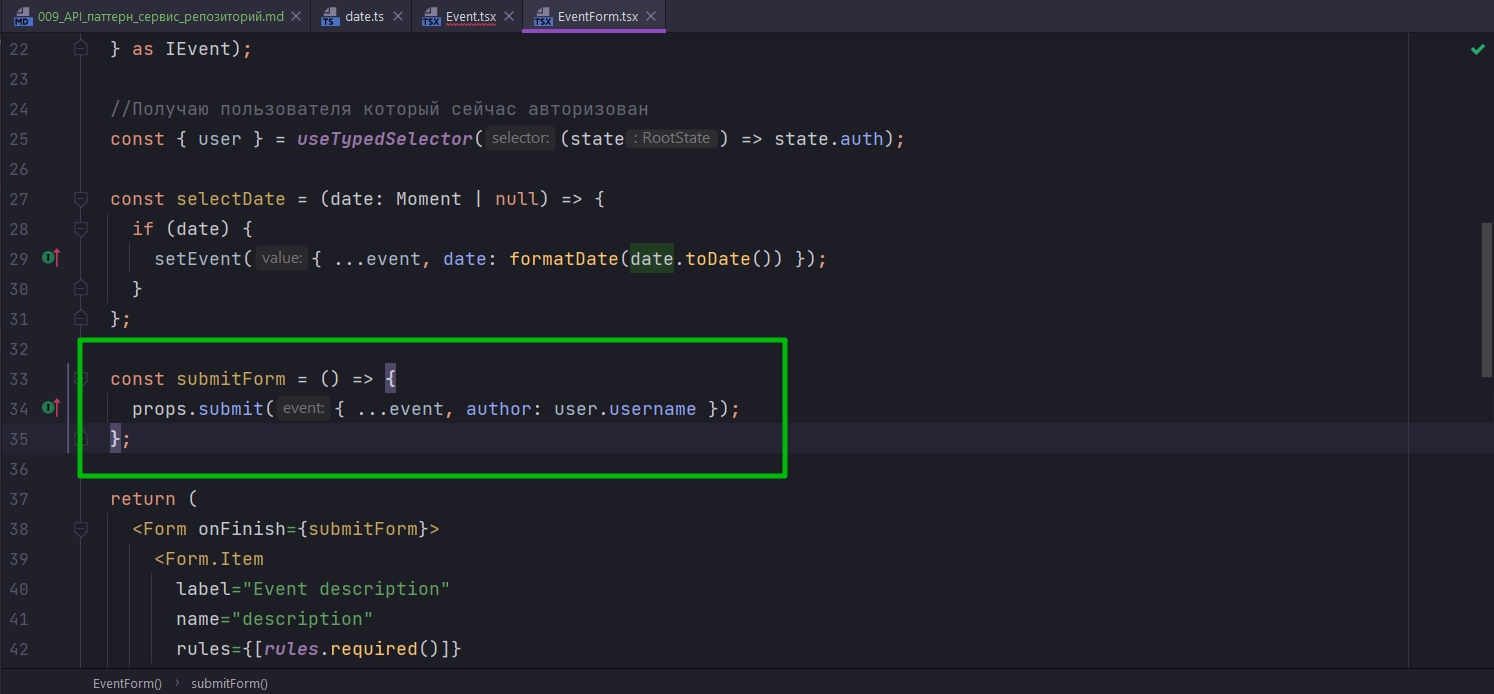 MD 009_API_паттерн_сервис_репозиторий.md TS date.ts TSX Event.tsx TSX EventForm.tsx
22 } as IEvent);
23
24 //Получаю пользователя который сейчас авторизован
25 const { user } = useTypedSelector( selector: (state : RootState ) => state.auth);
26
27 const selectDate = (date: Moment | null) => {
28 if (date) {
29 setEvent( value: { ...event, date: formatDate(date.toDate()) });
30 }
31 };
32
33 const submitForm = () => {
34 props.submit( event: { ...event, author: user.username });
35 };
36
37 return (
38 <Form onFinish={submitForm}>
39 <Form.Item
40 label="Event description"
41 name="description"
42 rules={[rules.required()]}
EventForm() › submitForm()